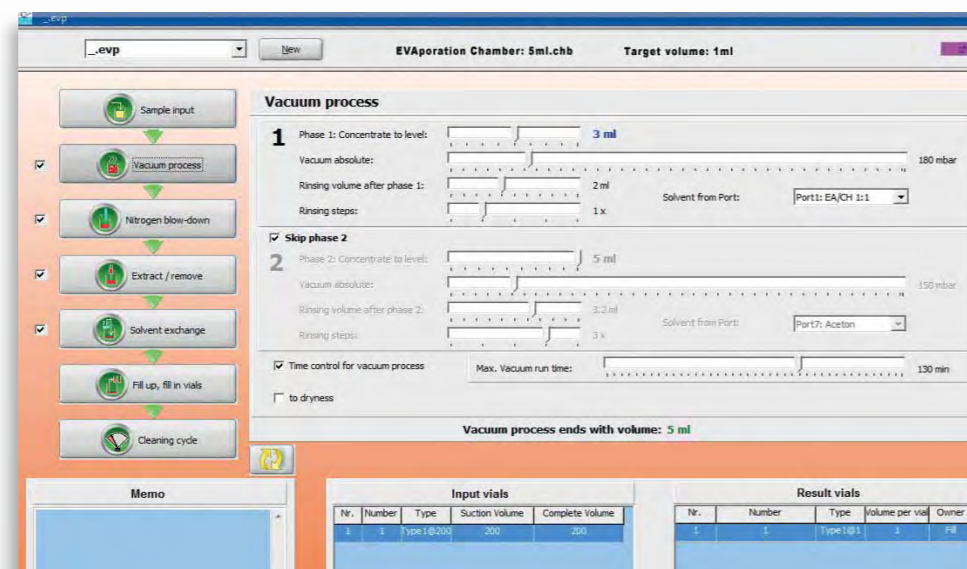 _.evp
_.evp New EVAporation Chamber: 5ml.chb Target volume: 1ml
Sample input
Vacuum process
Nitrogen blow-down
Extract / remove
Solvent exchange
Fill up, fill in vials
Cleaning cycle
Vacuum process
1 Phase 1: Concentrate to level: 3 ml
Vacuum absolute: 180 mbar
Rinsing volume after phase 1: 2 ml
Solvent from Port: Port1: EA/CH 1:1
Rinsing steps: 1 x
Skip phase 2
2 Phase 2: Concentrate to level: 5 ml
Vacuum absolute: 150 mbar
Rinsing volume after phase 2: 3.2 ml
Solvent from Port: Port7: Aceton
Rinsing steps: 3 x
Time control for vacuum process Max. Vacuum run time: 130 min
to dryness
Vacuum process ends with volume: 5 ml
Memo
Input vials
Nr. Number Type Suction Volume Complete Volume
1 1 Type1@200 200 200
Result vials
Nr. Number Type Volume per vial Owner
1 1 Type1@1 1 Fill